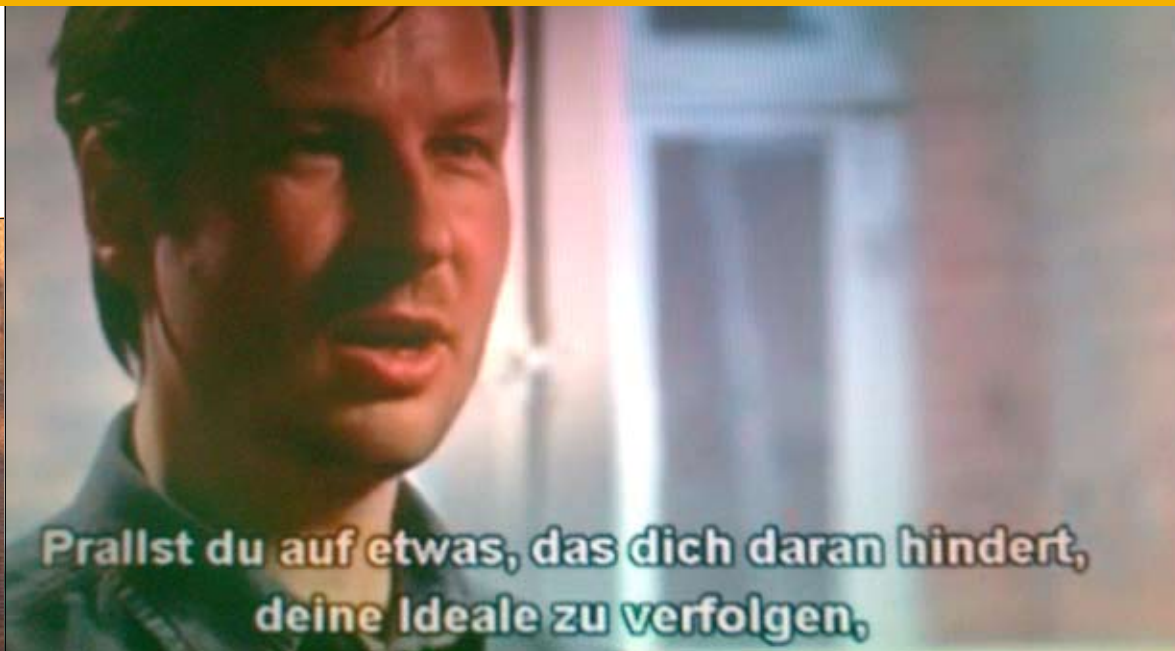 Prallst du auf etwas, das dich daran hindert,
deine Ideale zu verfolgen,